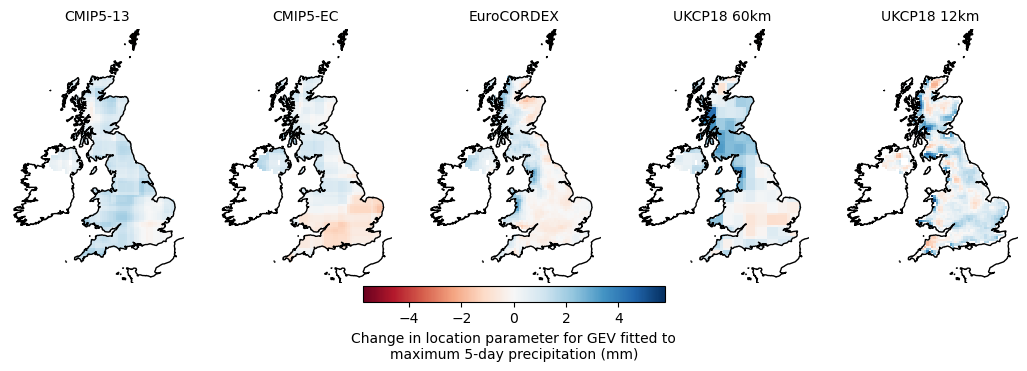 CMIP5-13
CMIP5-EC
EuroCORDEX
UKCP18 60km
UKCP18 12km
−4
−2
0
2
4
Change in location parameter for GEV fitted to
maximum 5-day precipitation (mm)